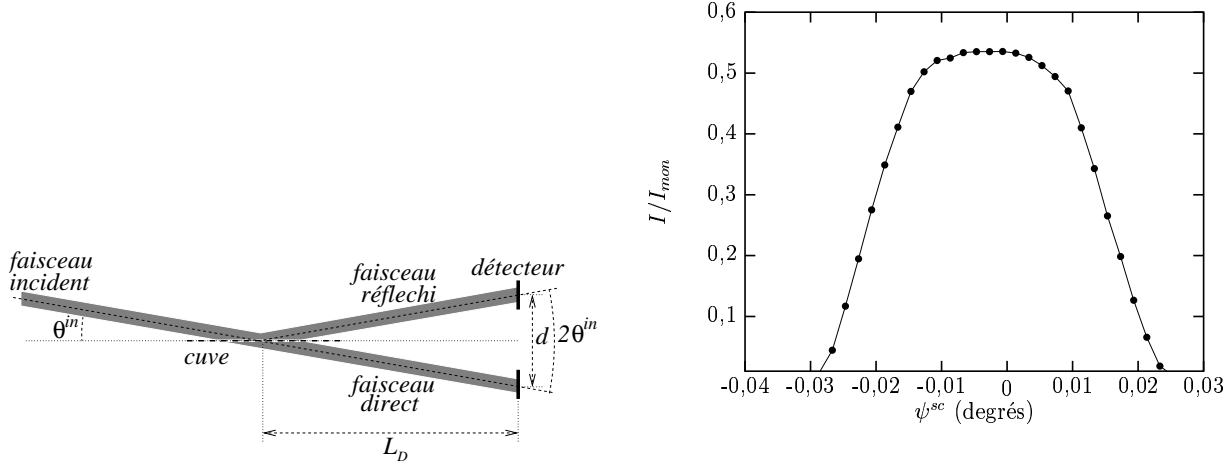 faisceau
incident
θ^in
cuve
faisceau
réflechi
détecteur
d
2θ^in
faisceau
direct
L_D
0,6
0,5
0,4
0,3
0,2
0,1
I/I_mon
-0,04 -0,03 -0,02 -0,01 0 0,01 0,02 0,03
ψ^sc (degrés)